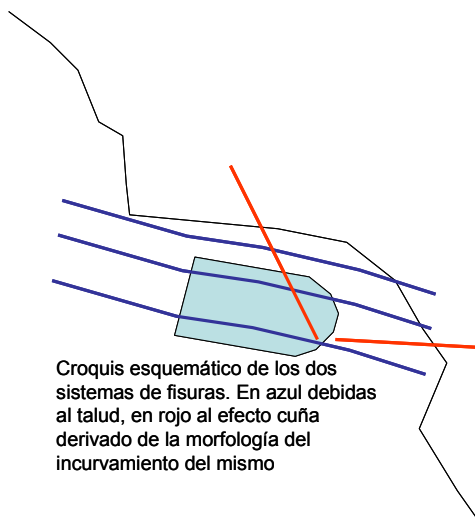 Croquis esquemático de los dos
sistemas de fisuras. En azul debidas
al talud, en rojo al efecto cuña
derivado de la morfología del
incurvamiento del mismo